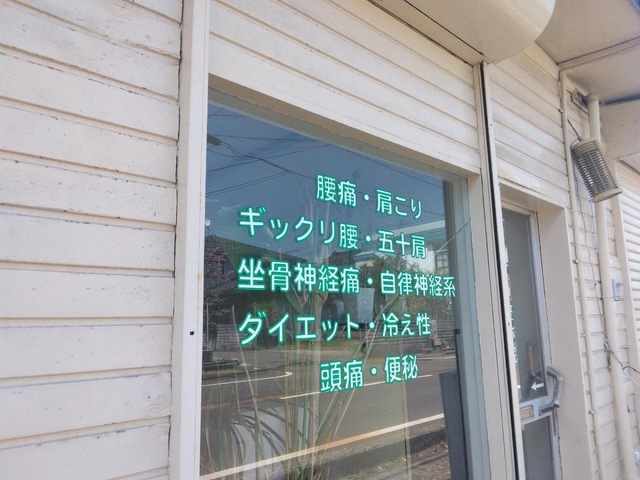 腰痛・肩こり
ギックリ腰・五十肩
坐骨神経痛・自律神経系
ダイエット・冷え性
頭痛・便秘